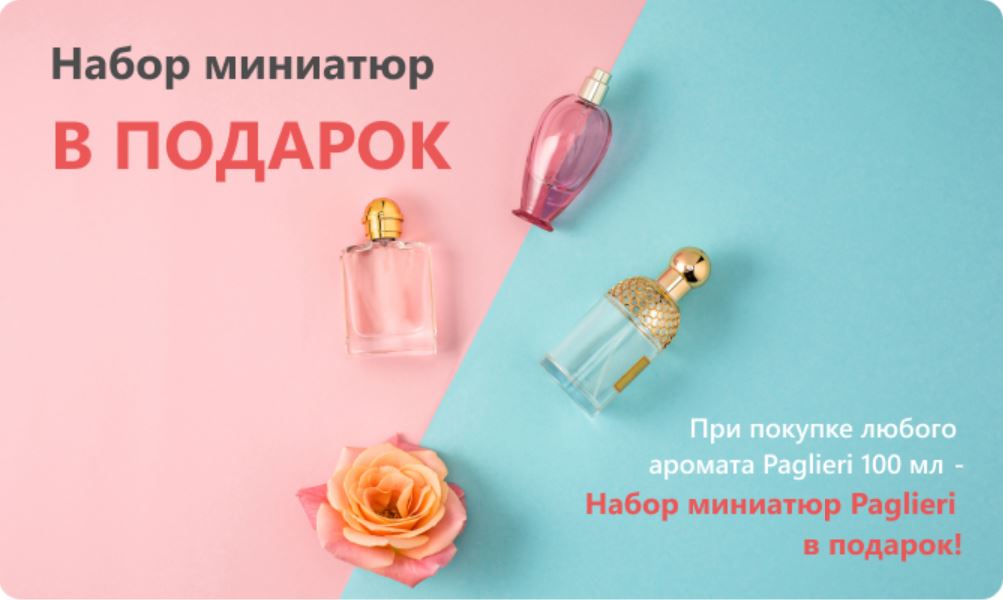 Набор миниатюр
В ПОДАРОК
При покупке любого
аромата Paglieri 100 мл -
Набор миниатюр Paglieri
в подарок!